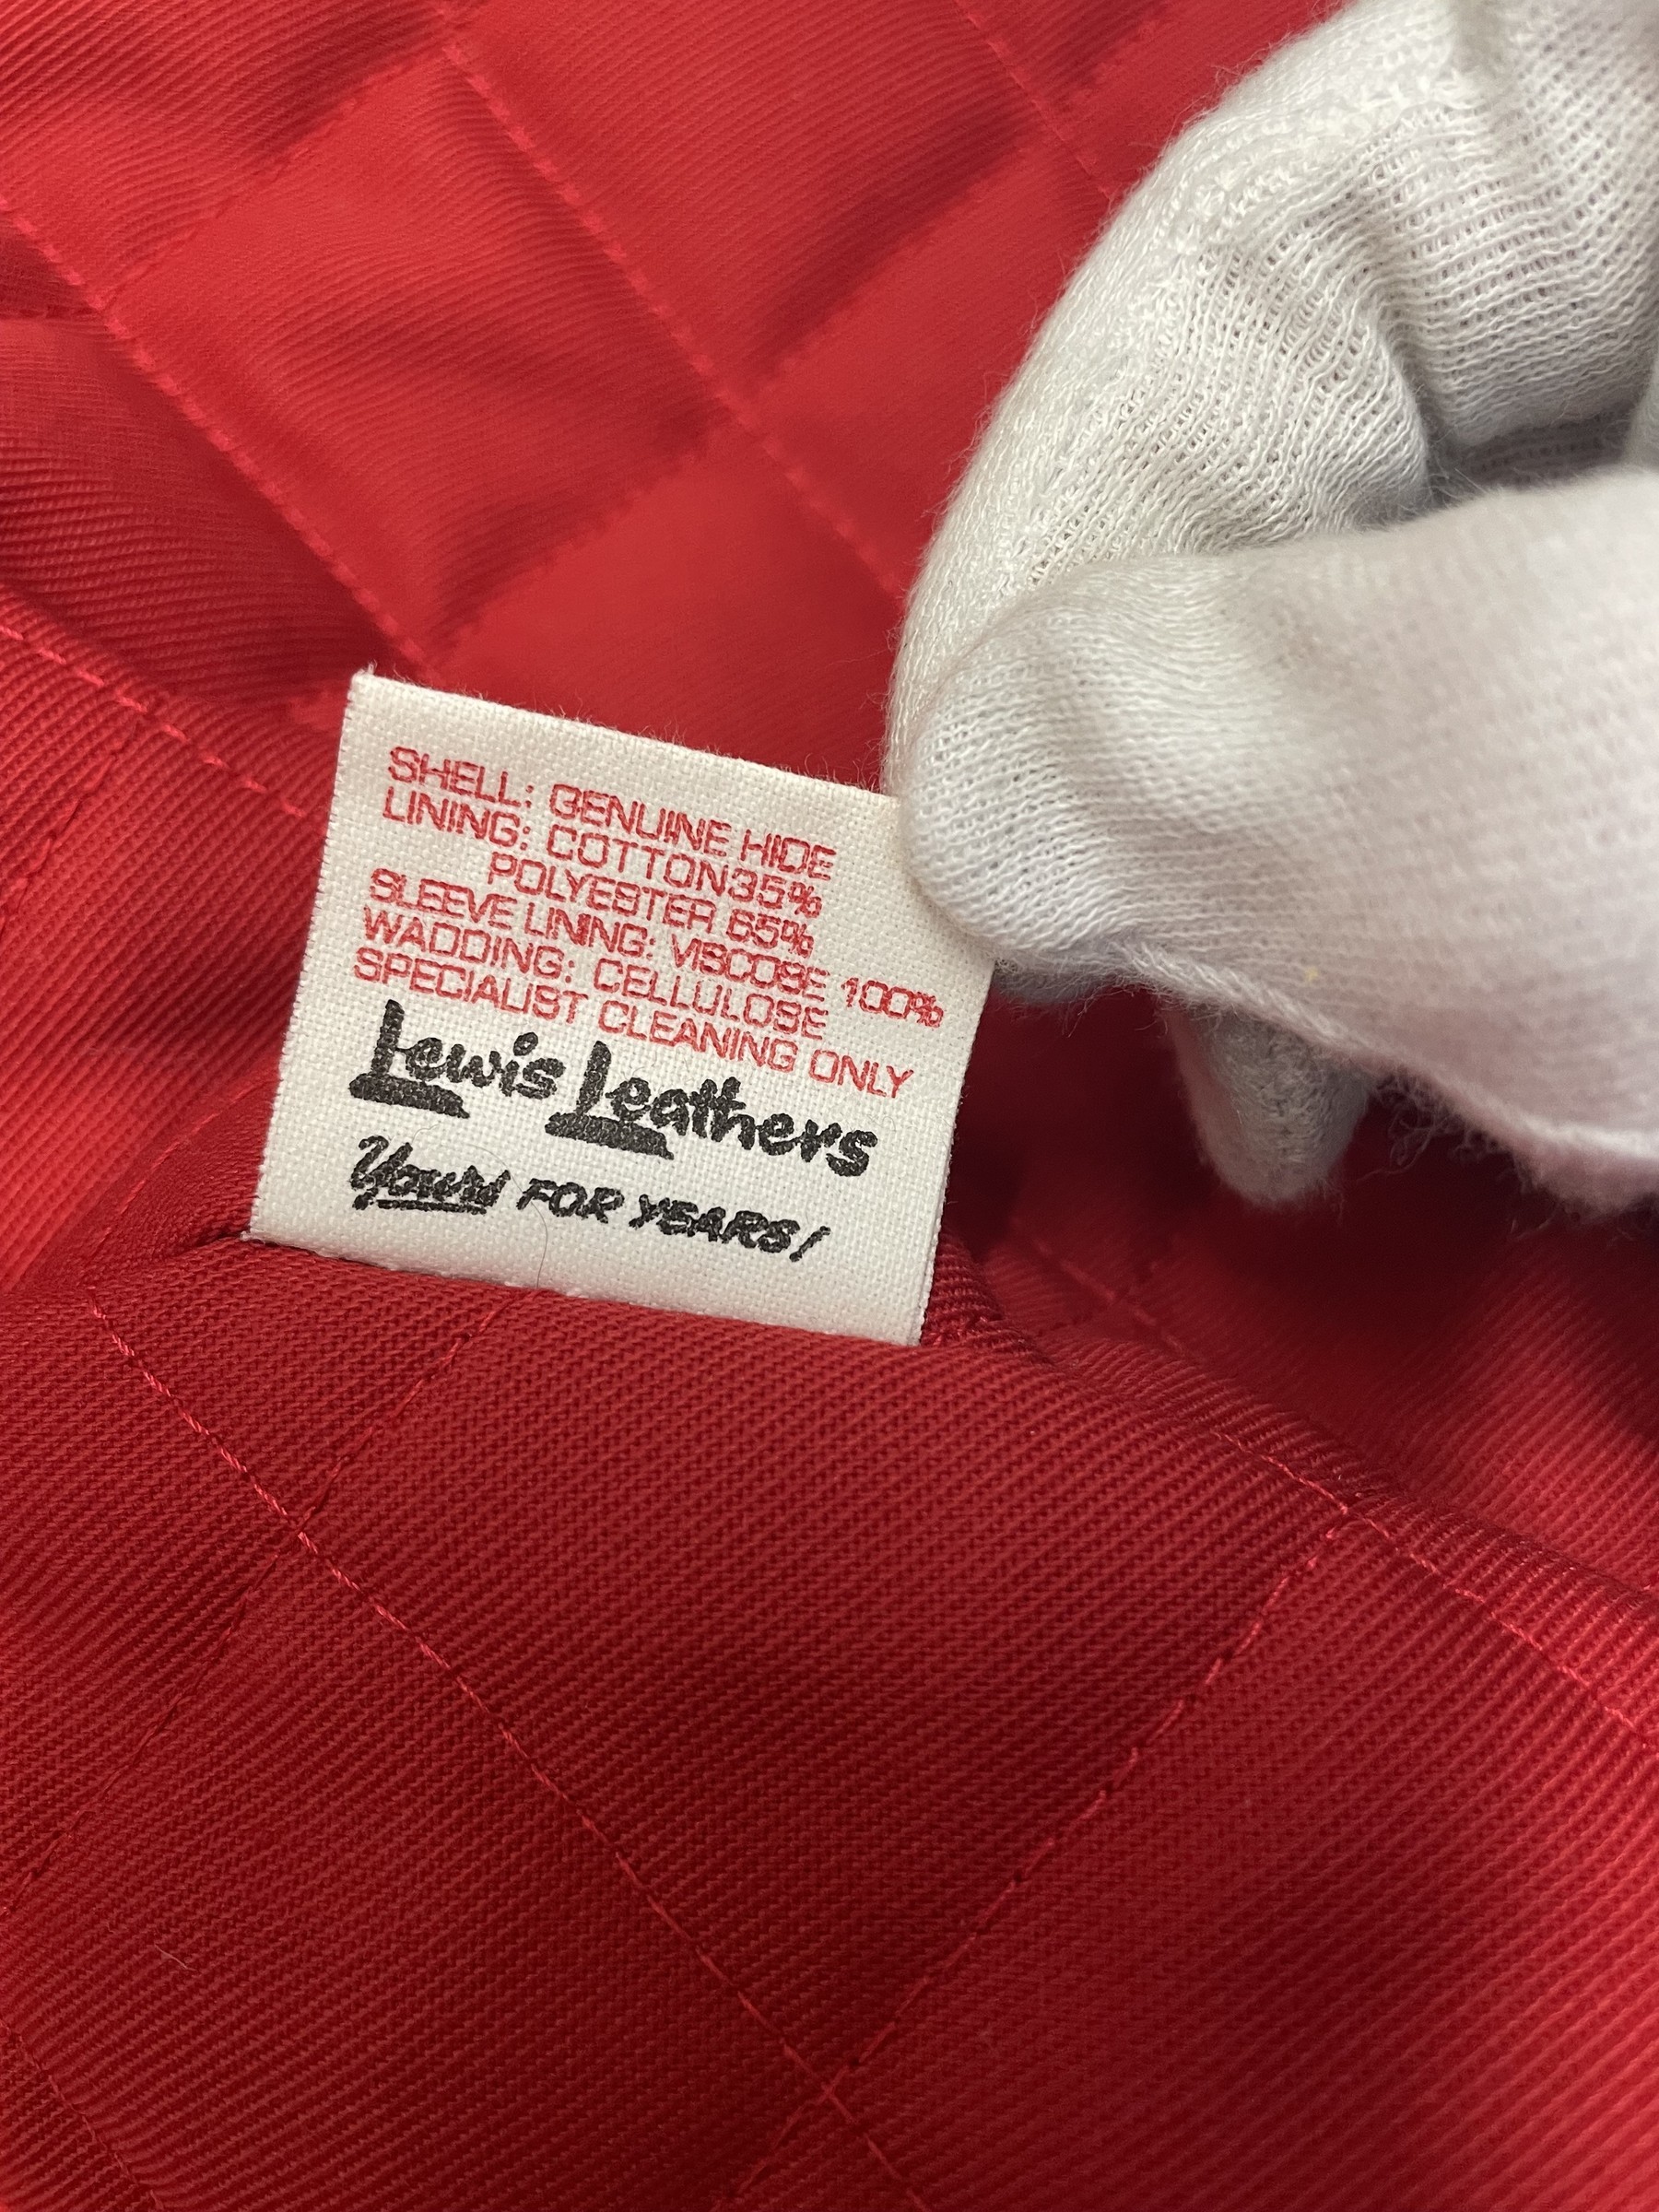 SHELL: GENUINE HIDE
LINING: COTTON35%
POLYESTER 65%
SLEEVE LINING: VISCOSE 100%
WADDING: CELLULOSE
SPECIALIST CLEANING ONLY
Lewis Leathers
Yours FOR YEARS!